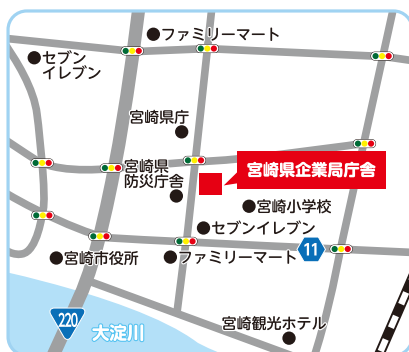 ファミリーマート
セブン
イレブン
宮崎県庁
宮崎県
防災庁舎
宮崎県企業局庁舎
宮崎小学校
セブンイレブン
宮崎市役所
ファミリーマート
11
220
大淀川
宮崎観光ホテル